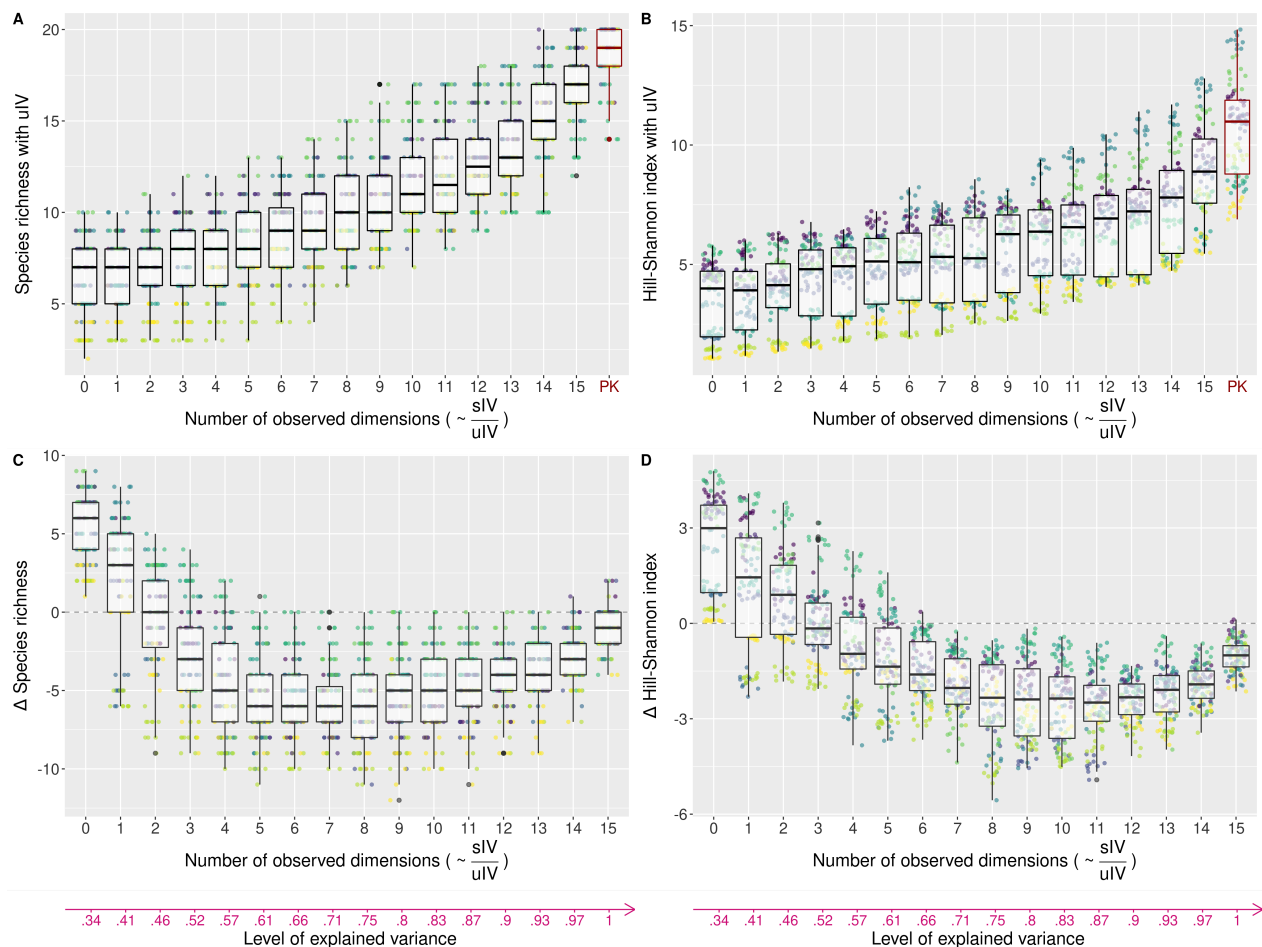 A
Species richness with uIV
20
15
10
5
0 1 2 3 4 5 6 7 8 9 10 11 12 13 14 15 PK
Number of observed dimensions ( ~ sIV
uIV )
B
Hill-Shannon index with uIV
15
10
5
0 1 2 3 4 5 6 7 8 9 10 11 12 13 14 15 PK
Number of observed dimensions ( ~ sIV
uIV )
C
Δ Species richness
10
5
0
-5
-10
0 1 2 3 4 5 6 7 8 9 10 11 12 13 14 15
Number of observed dimensions ( ~ sIV
uIV )
D
Δ Hill-Shannon index
3
0
-3
-6
0 1 2 3 4 5 6 7 8 9 10 11 12 13 14 15
Number of observed dimensions ( ~ sIV
uIV )
.34 .41 .46 .52 .57 .61 .66 .71 .75 .8 .83 .87 .9 .93 .97 1
Level of explained variance
.34 .41 .46 .52 .57 .61 .66 .71 .75 .8 .83 .87 .9 .93 .97 1
Level of explained variance